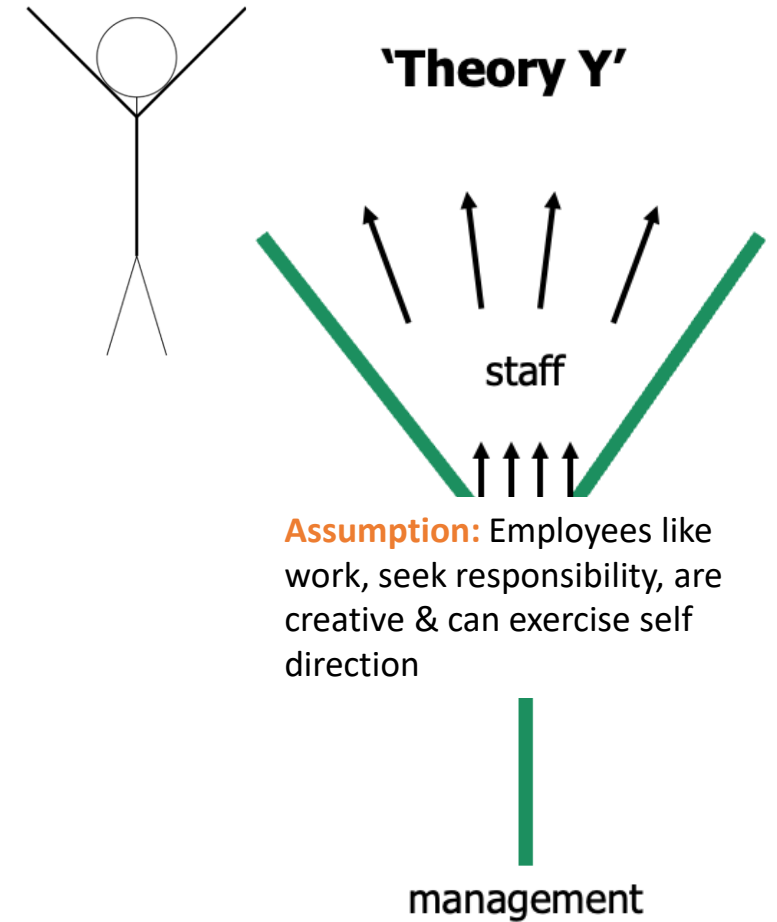 ‘Theory Y’
staff
Assumption: Employees like
work, seek responsibility, are
creative & can exercise self
direction
management